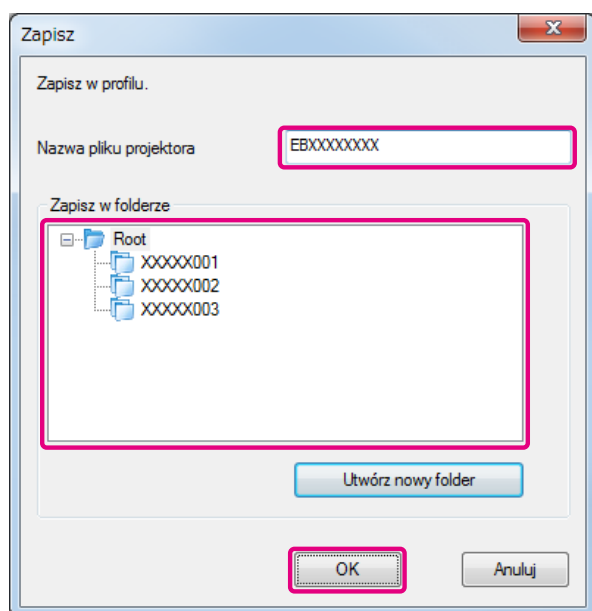 Zapisz
Zapisz w profilu.
Nazwa pliku projektora EBXXXXXXXX
Zapisz w folderze
Root
XXXXX001
XXXXX002
XXXXX003
Utwórz nowy folder
OK Anuluj